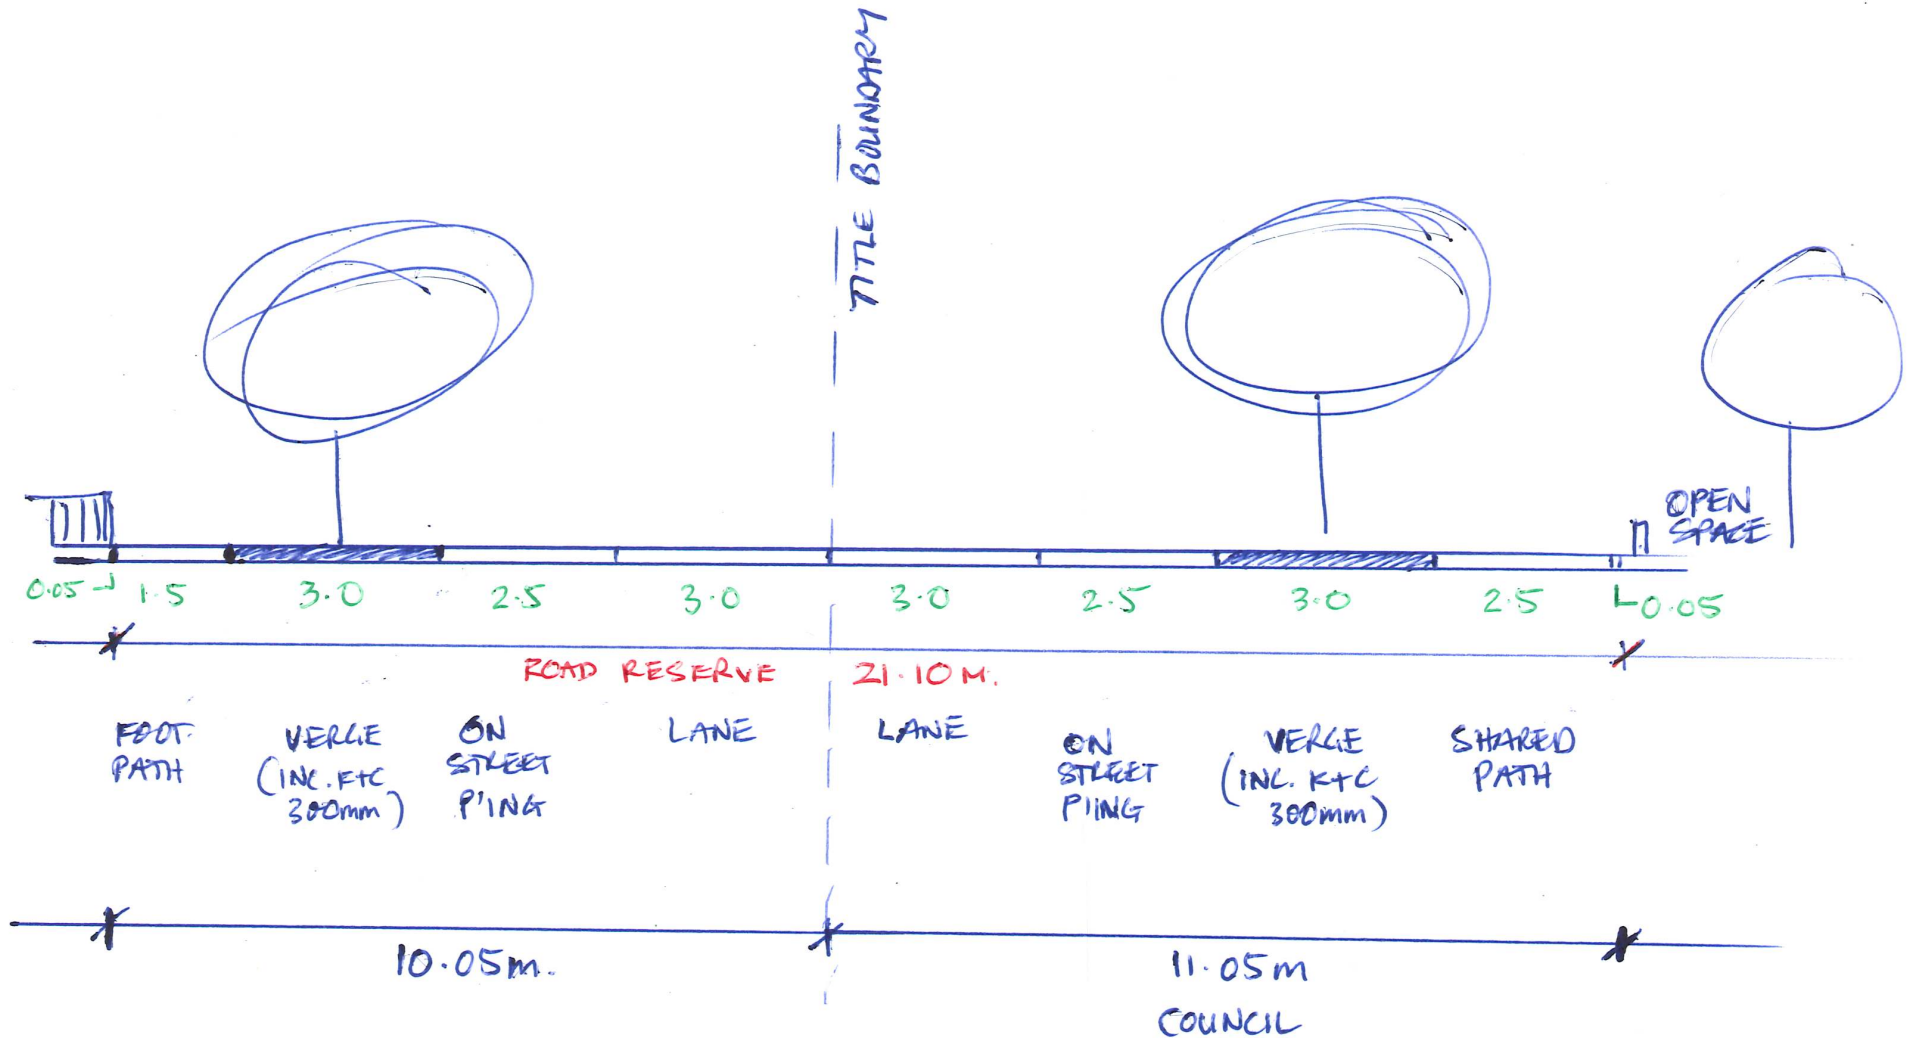 TITLE BOUNDARY
OPEN
SPACE
0.05 1.5 3.0 2.5 3.0 3.0 2.5 3.0 2.5 0.05
ROAD RESERVE 21.10 M.
FOOT
PATH
VERGE
(INC. K+C
300mm)
ON
STREET
P'ING
LANE
LANE
ON
STREET
P'ING
VERGE
(INC. K+C
300mm)
SHARED
PATH
10.05m.
11.05m
COUNCIL